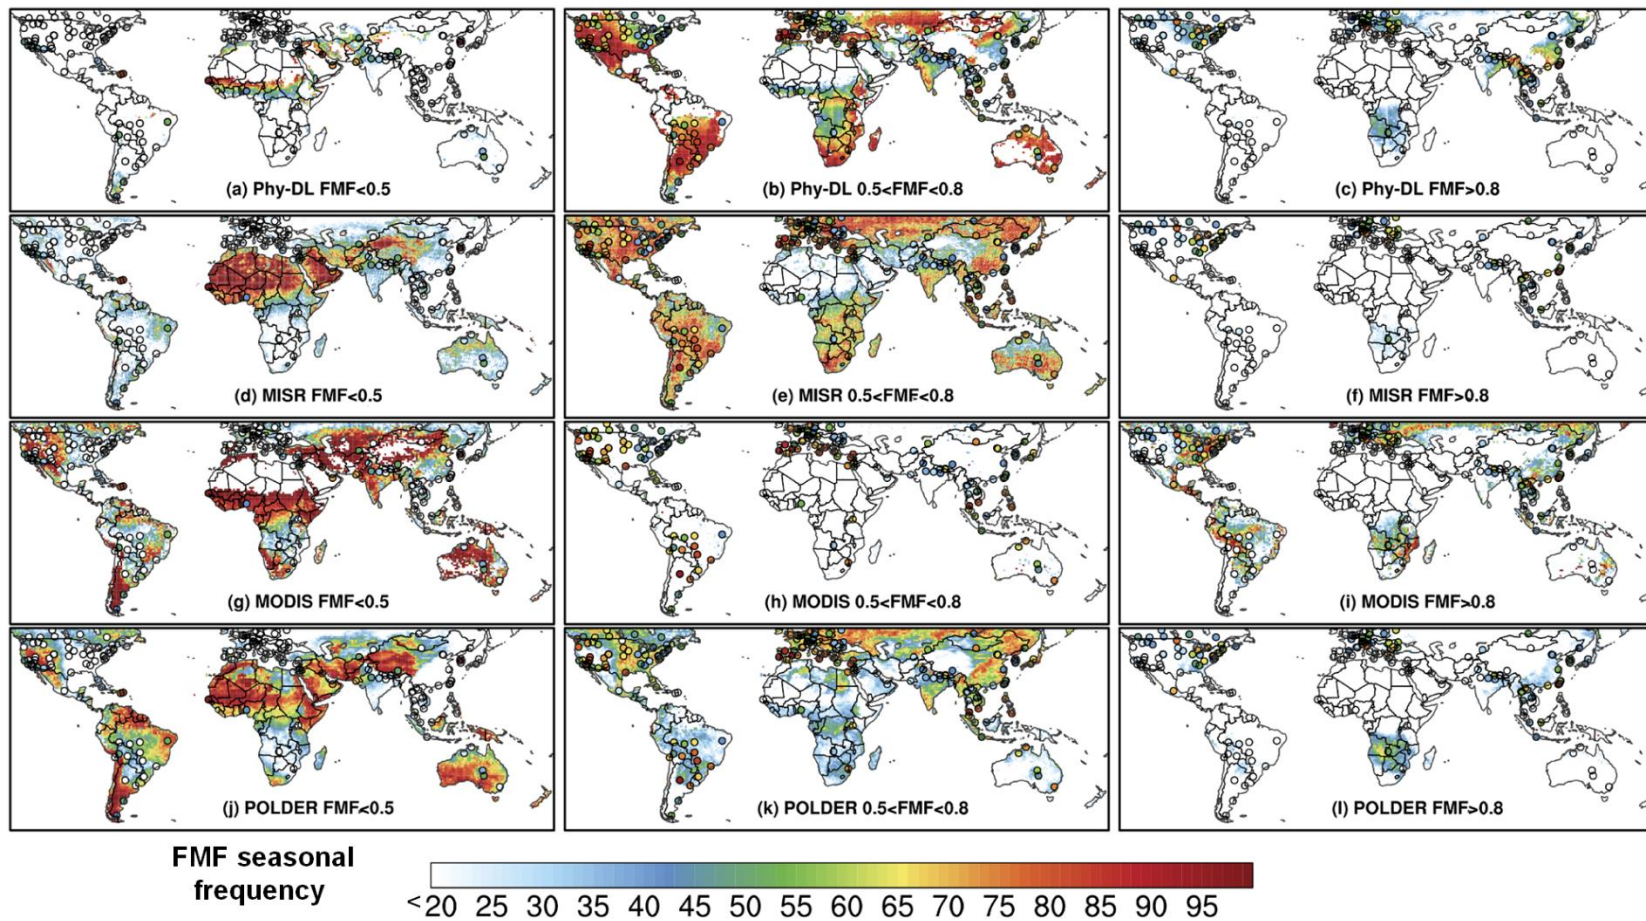 (a) Phy-DL FMF<0.5
(b) Phy-DL 0.5<FMF<0.8
(c) Phy-DL FMF>0.8
(d) MISR FMF<0.5
(e) MISR 0.5<FMF<0.8
(f) MISR FMF>0.8
(g) MODIS FMF<0.5
(h) MODIS 0.5<FMF<0.8
(i) MODIS FMF>0.8
(j) POLDER FMF<0.5
(k) POLDER 0.5<FMF<0.8
(l) POLDER FMF>0.8
FMF seasonal
frequency
<20 25 30 35 40 45 50 55 60 65 70 75 80 85 90 95